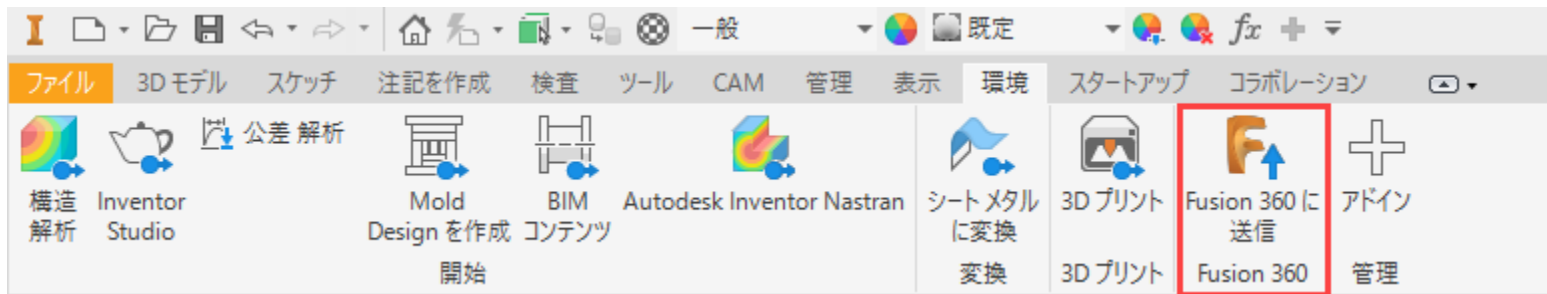 一般
既定
fx
ファイル 3D モデル スケッチ 注記を作成 検査 ツール CAM 管理 表示 環境 スタートアップ コラボレーション
構造
解析
Inventor
Studio
公差 解析
Mold
Design を作成
BIM
コンテンツ
Autodesk Inventor Nastran
開始
シート メタル
に変換
変換
3D プリント
3D プリント
Fusion 360 に
送信
Fusion 360
アドイン
管理